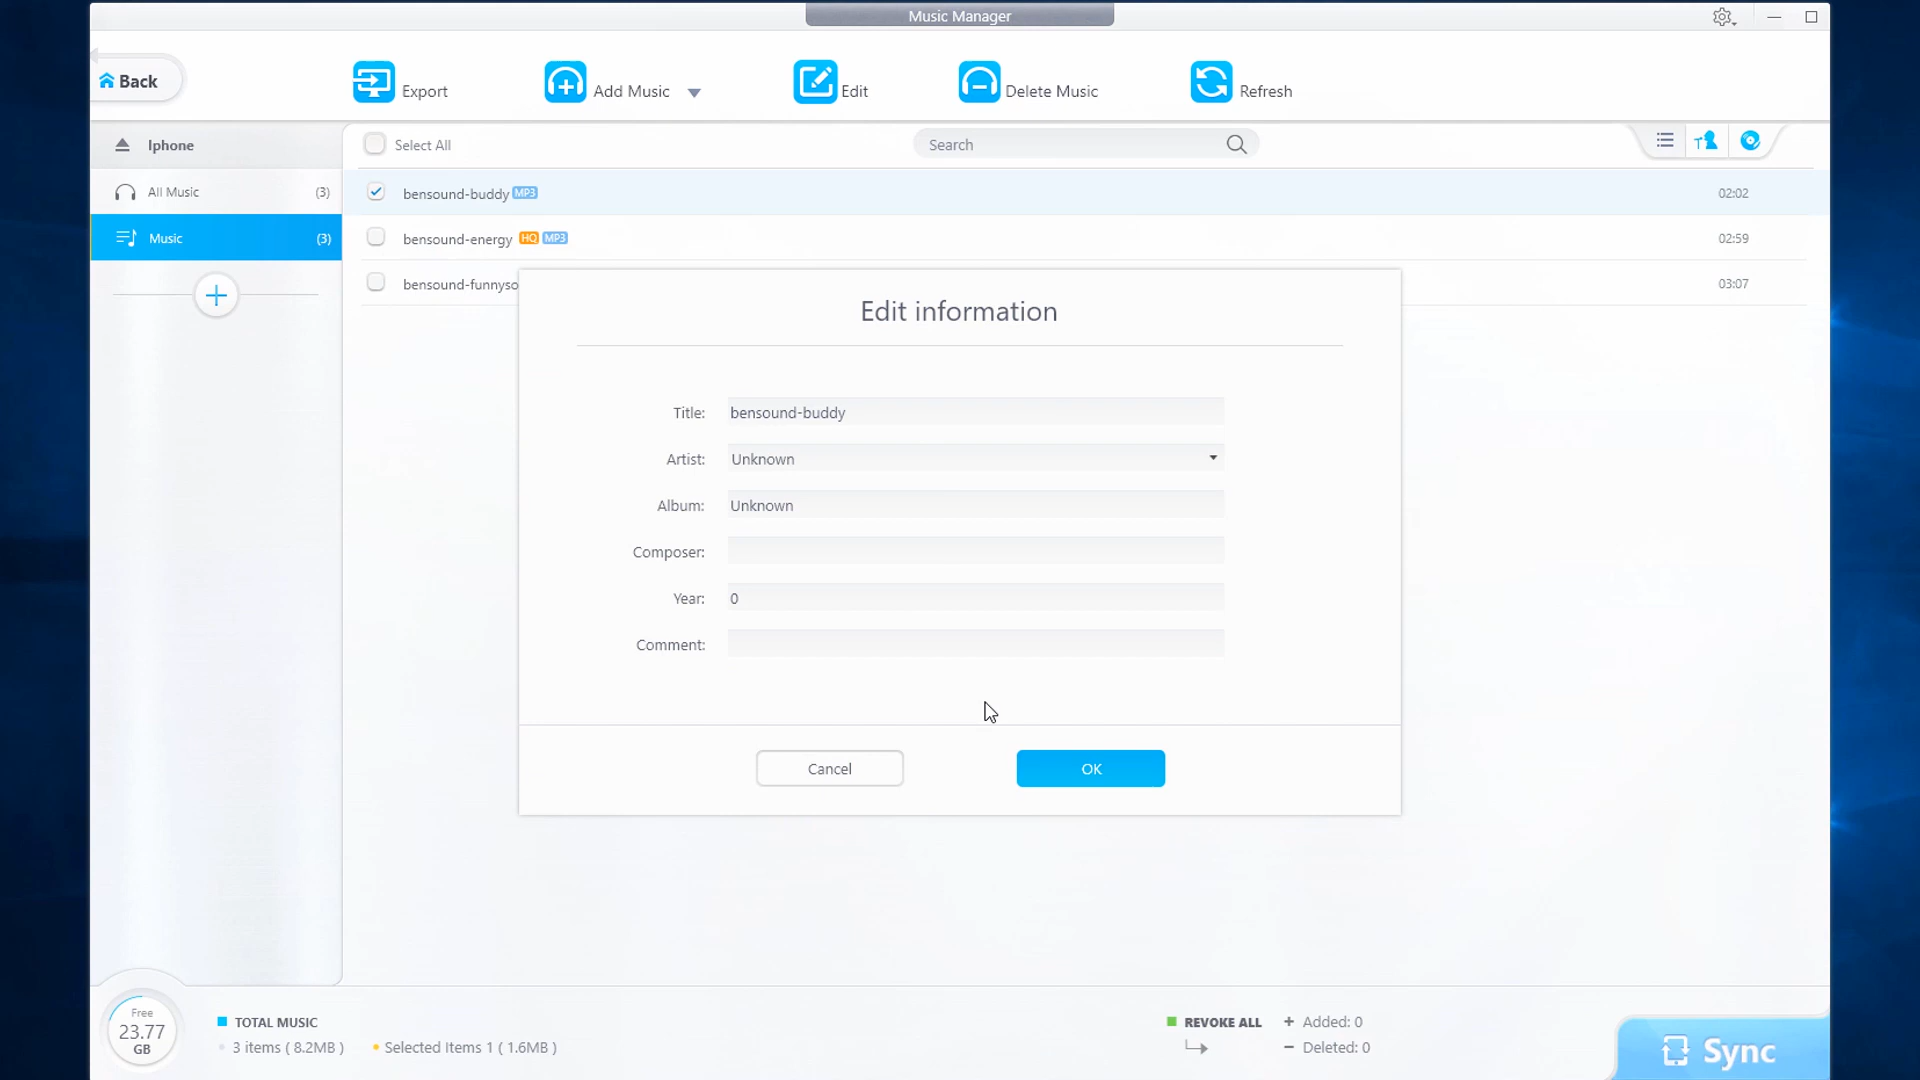 Music Manager
Back
Export
Add Music
Edit
Delete Music
Refresh
Iphone
Select All
Search
All Music (3)
bensound-buddy MP3 02:02
Music (3)
bensound-energy HQ MP3 02:59
bensound-funnyso 03:07
Edit information
Title: bensound-buddy
Artist: Unknown
Album: Unknown
Composer:
Year: 0
Comment:
Cancel
OK
Free
23.77
GB
TOTAL MUSIC
3 items ( 8.2MB )
Selected Items 1 ( 1.6MB )
REVOKE ALL
+ Added: 0
− Deleted: 0
Sync